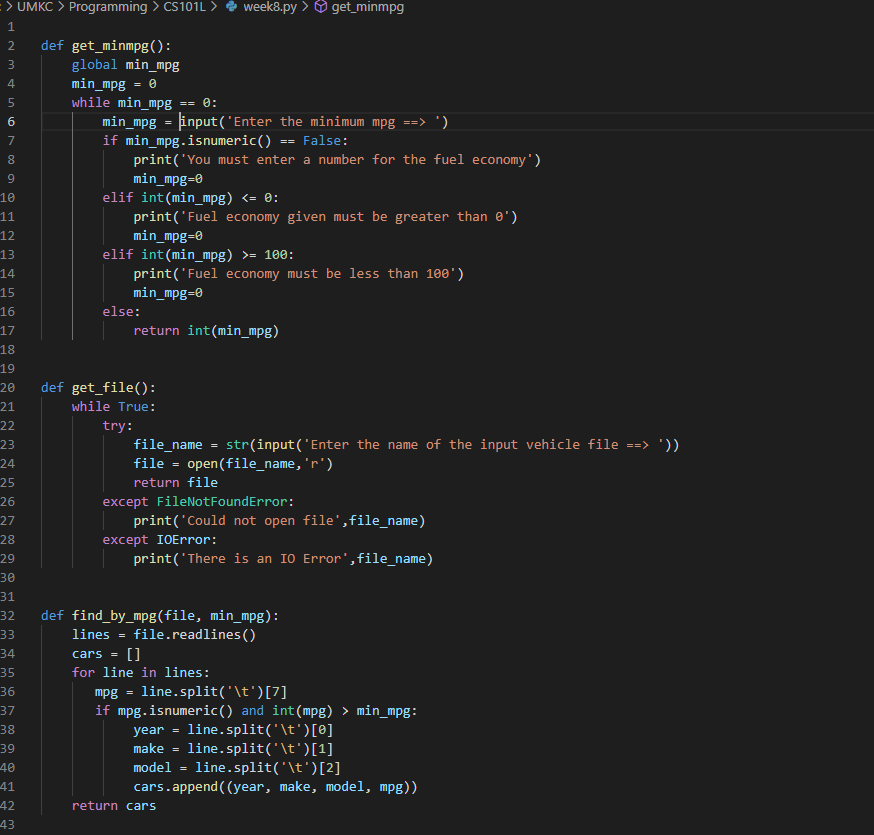 : > UMKC > Programming > CS101L > week8.py > get_minmpg
1
2 def get_minmpg():
3     global min_mpg
4     min_mpg = 0
5     while min_mpg == 0:
6         min_mpg = input('Enter the minimum mpg ==> ')
7         if min_mpg.isnumeric() == False:
8             print('You must enter a number for the fuel economy')
9             min_mpg=0
10         elif int(min_mpg) <= 0:
11             print('Fuel economy given must be greater than 0')
12             min_mpg=0
13         elif int(min_mpg) >= 100:
14             print('Fuel economy must be less than 100')
15             min_mpg=0
16         else:
17             return int(min_mpg)
18
19
20 def get_file():
21     while True:
22         try:
23             file_name = str(input('Enter the name of the input vehicle file ==> '))
24             file = open(file_name,'r')
25             return file
26         except FileNotFoundError:
27             print('Could not open file',file_name)
28         except IOError:
29             print('There is an IO Error',file_name)
30
31
32 def find_by_mpg(file, min_mpg):
33     lines = file.readlines()
34     cars = []
35     for line in lines:
36        mpg = line.split('\t')[7]
37        if mpg.isnumeric() and int(mpg) > min_mpg:
38             year = line.split('\t')[0]
39             make = line.split('\t')[1]
40             model = line.split('\t')[2]
41             cars.append((year, make, model, mpg))
42     return cars
43